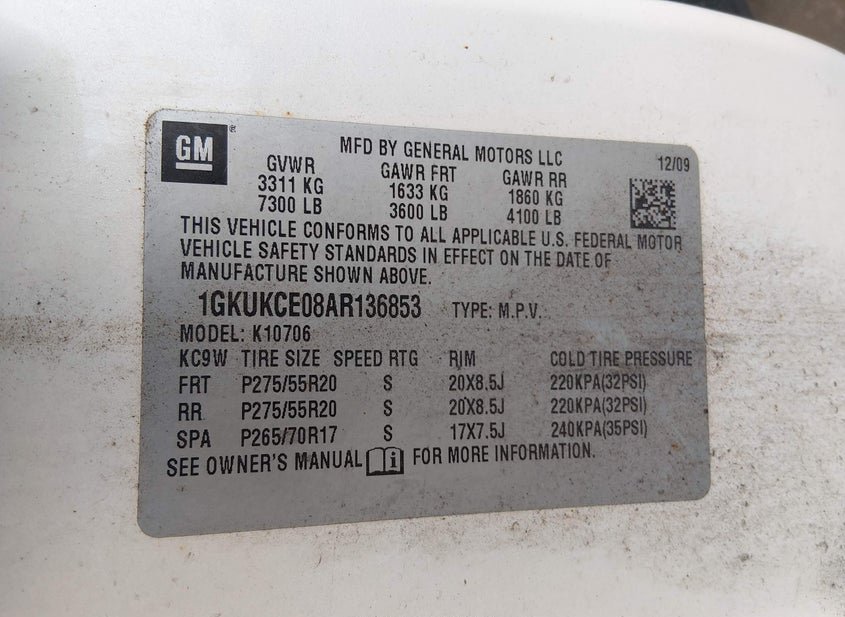 GM ®
MFD BY GENERAL MOTORS LLC 12/09
GVWR GAWR FRT GAWR RR
3311 KG 1633 KG 1860 KG
7300 LB 3600 LB 4100 LB
THIS VEHICLE CONFORMS TO ALL APPLICABLE U.S. FEDERAL MOTOR
VEHICLE SAFETY STANDARDS IN EFFECT ON THE DATE OF
MANUFACTURE SHOWN ABOVE.
1GKUKCE08AR136853 TYPE: M.P.V.
MODEL: K10706
KC9W TIRE SIZE SPEED RTG RIM COLD TIRE PRESSURE
FRT P275/55R20 S 20X8.5J 220KPA(32PSI)
RR P275/55R20 S 20X8.5J 220KPA(32PSI)
SPA P265/70R17 S 17X7.5J 240KPA(35PSI)
SEE OWNER'S MANUAL FOR MORE INFORMATION.